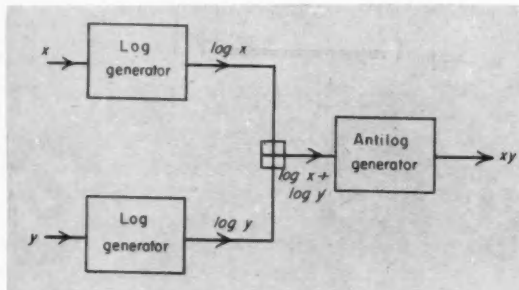 x
Log
generator
log x
y
Log
generator
log y
log x +
log y
Antilog
generator
xy